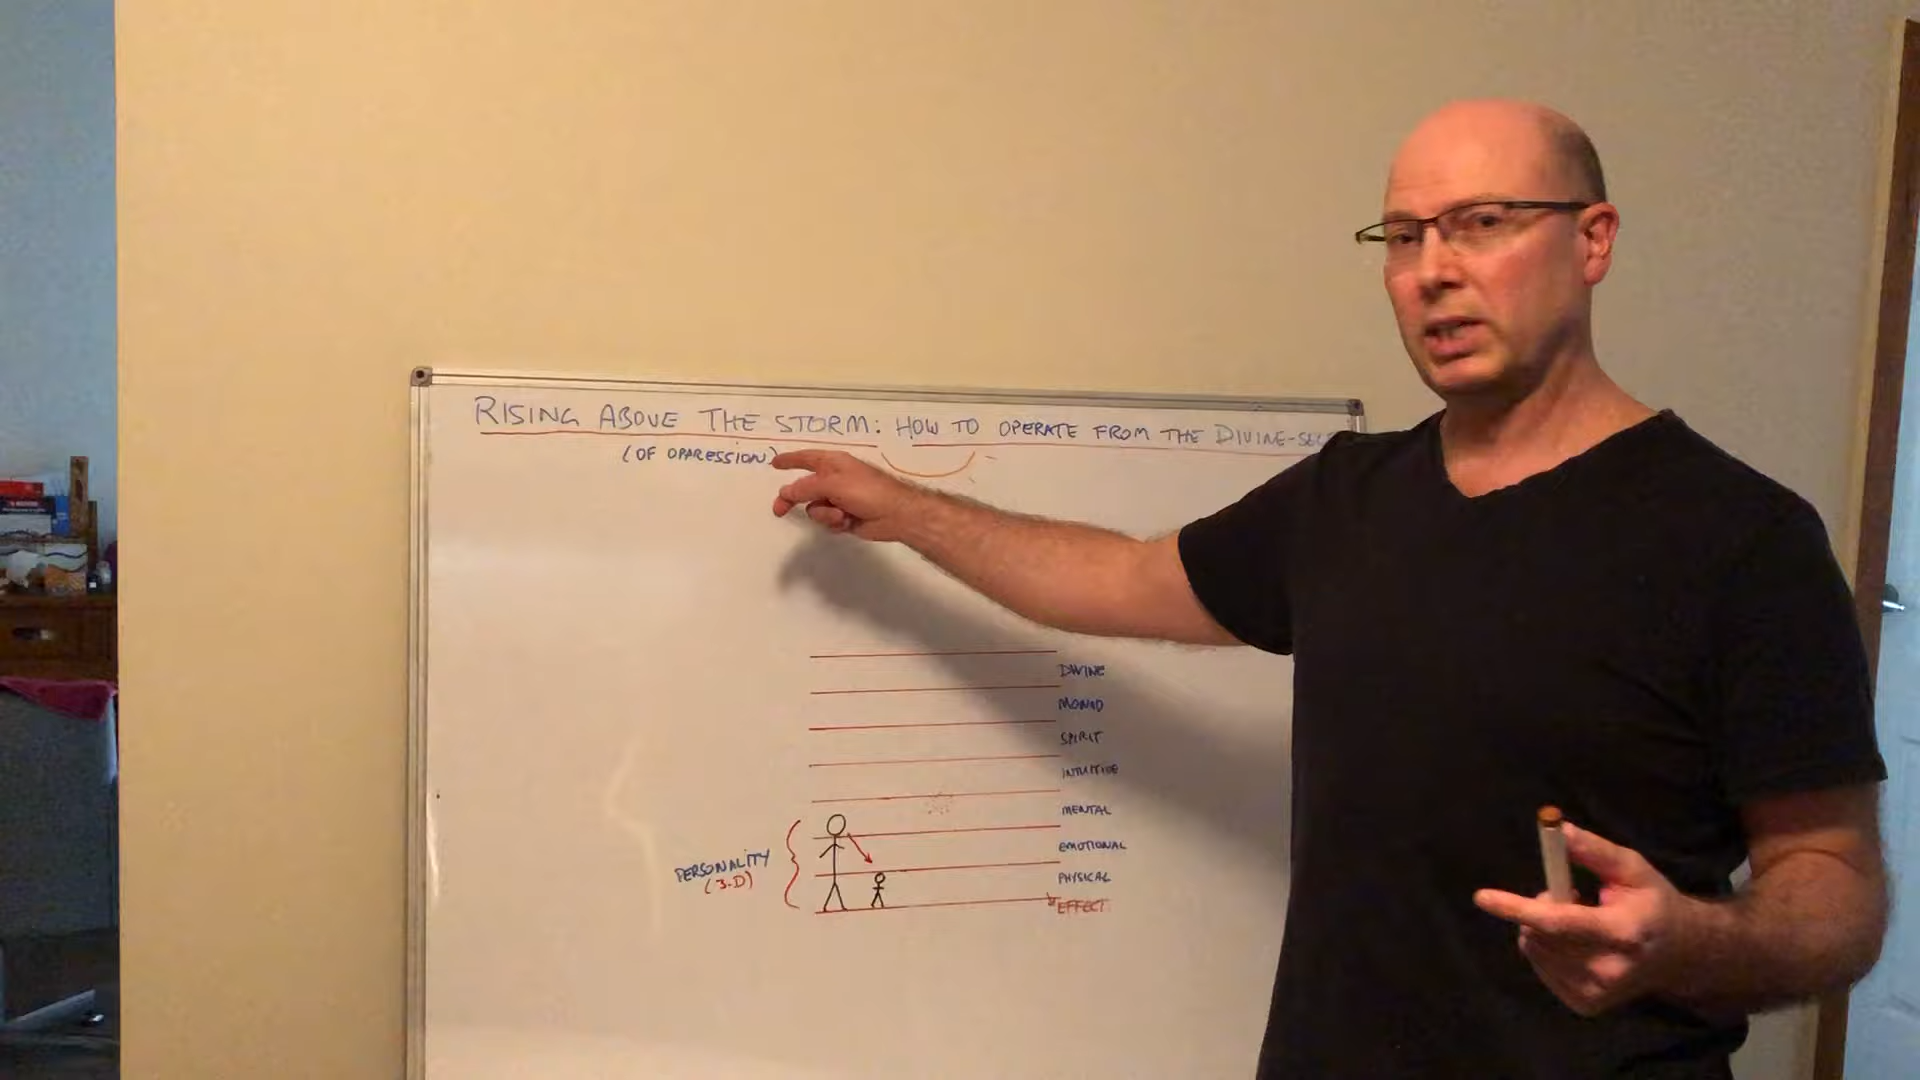 RISING ABOVE THE STORM: HOW TO OPERATE FROM THE DIVINE-SELF
(OF OPPRESSION)
DIVINE
MONAD
SPIRIT
INTUITIVE
MENTAL
EMOTIONAL
PERSONALITY
(3-D)
PHYSICAL
EFFECT